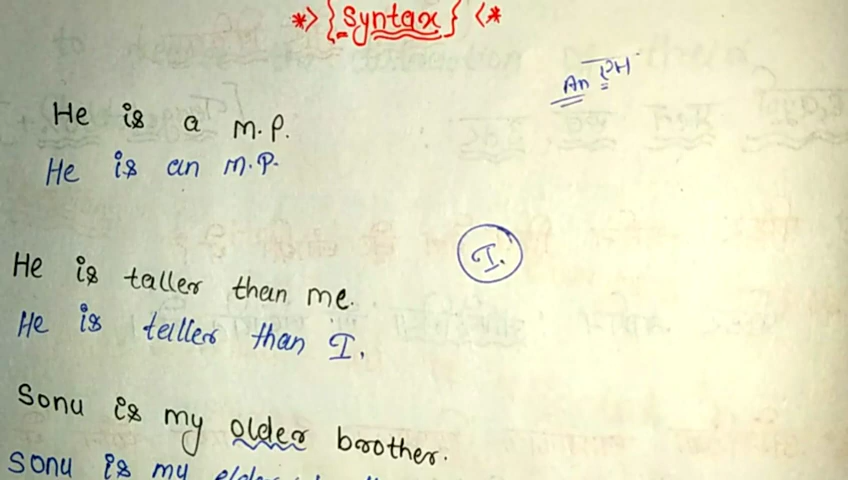 *> {Syntax} <*
An
He is a M.P.
He is an M.P.
He is taller than me.
I.
He is taller than I.
Sonu is my older brother.
Sonu is my elder